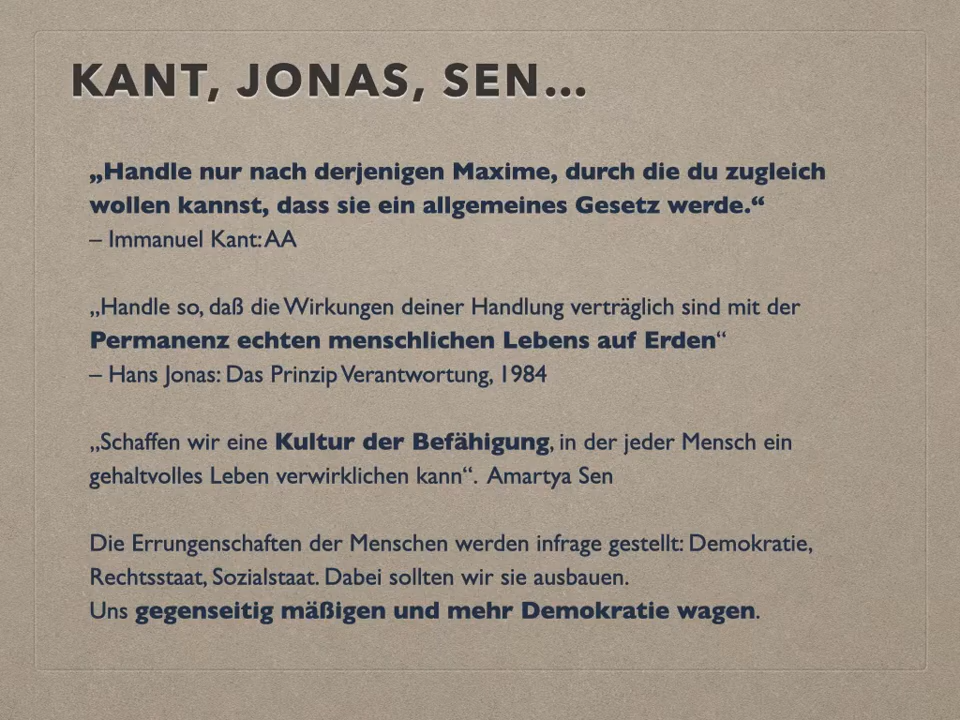 KANT, JONAS, SEN…
„Handle nur nach derjenigen Maxime, durch die du zugleich
wollen kannst, dass sie ein allgemeines Gesetz werde.“
– Immanuel Kant: AA
„Handle so, daß die Wirkungen deiner Handlung verträglich sind mit der
Permanenz echten menschlichen Lebens auf Erden“
– Hans Jonas: Das Prinzip Verantwortung, 1984
„Schaffen wir eine Kultur der Befähigung, in der jeder Mensch ein
gehaltvolles Leben verwirklichen kann“. Amartya Sen
Die Errungenschaften der Menschen werden infrage gestellt: Demokratie,
Rechtsstaat, Sozialstaat. Dabei sollten wir sie ausbauen.
Uns gegenseitig mäßigen und mehr Demokratie wagen.